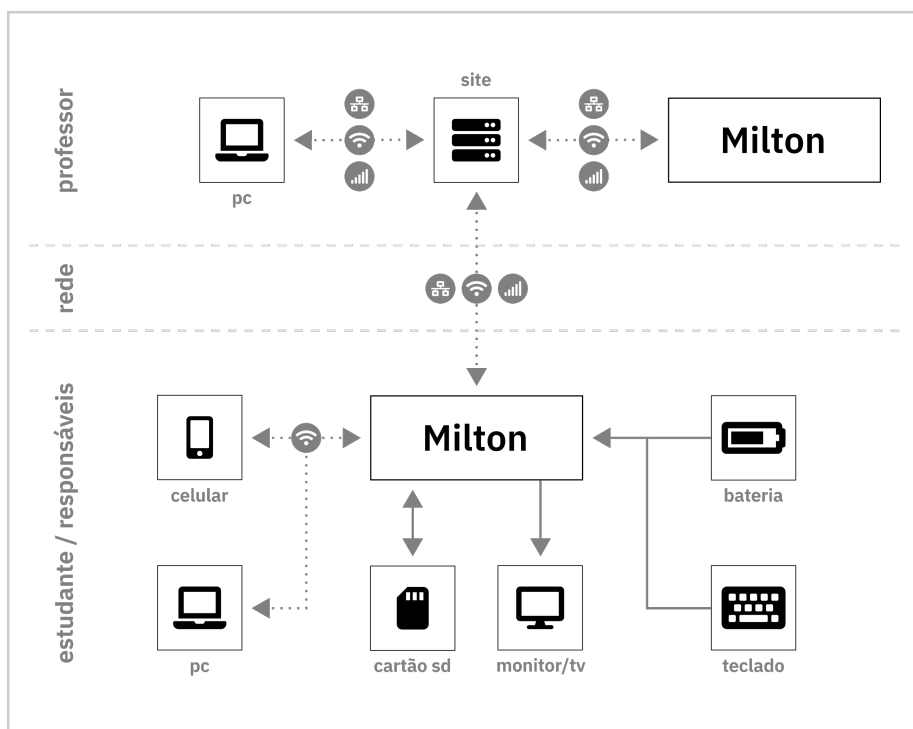 professor
site
pc
Milton
rede
estudante / responsáveis
Milton
celular
bateria
pc
cartão sd
monitor/tv
teclado